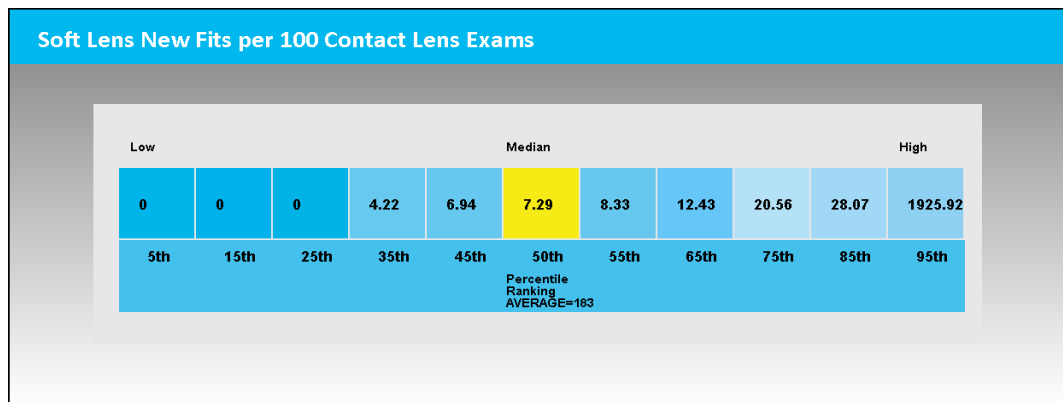 Soft Lens New Fits per 100 Contact Lens Exams
Low Median High
0 0 0 4.22 6.94 7.29 8.33 12.43 20.56 28.07 1925.92
5th 15th 25th 35th 45th 50th 55th 65th 75th 85th 95th
Percentile
Ranking
AVERAGE=183